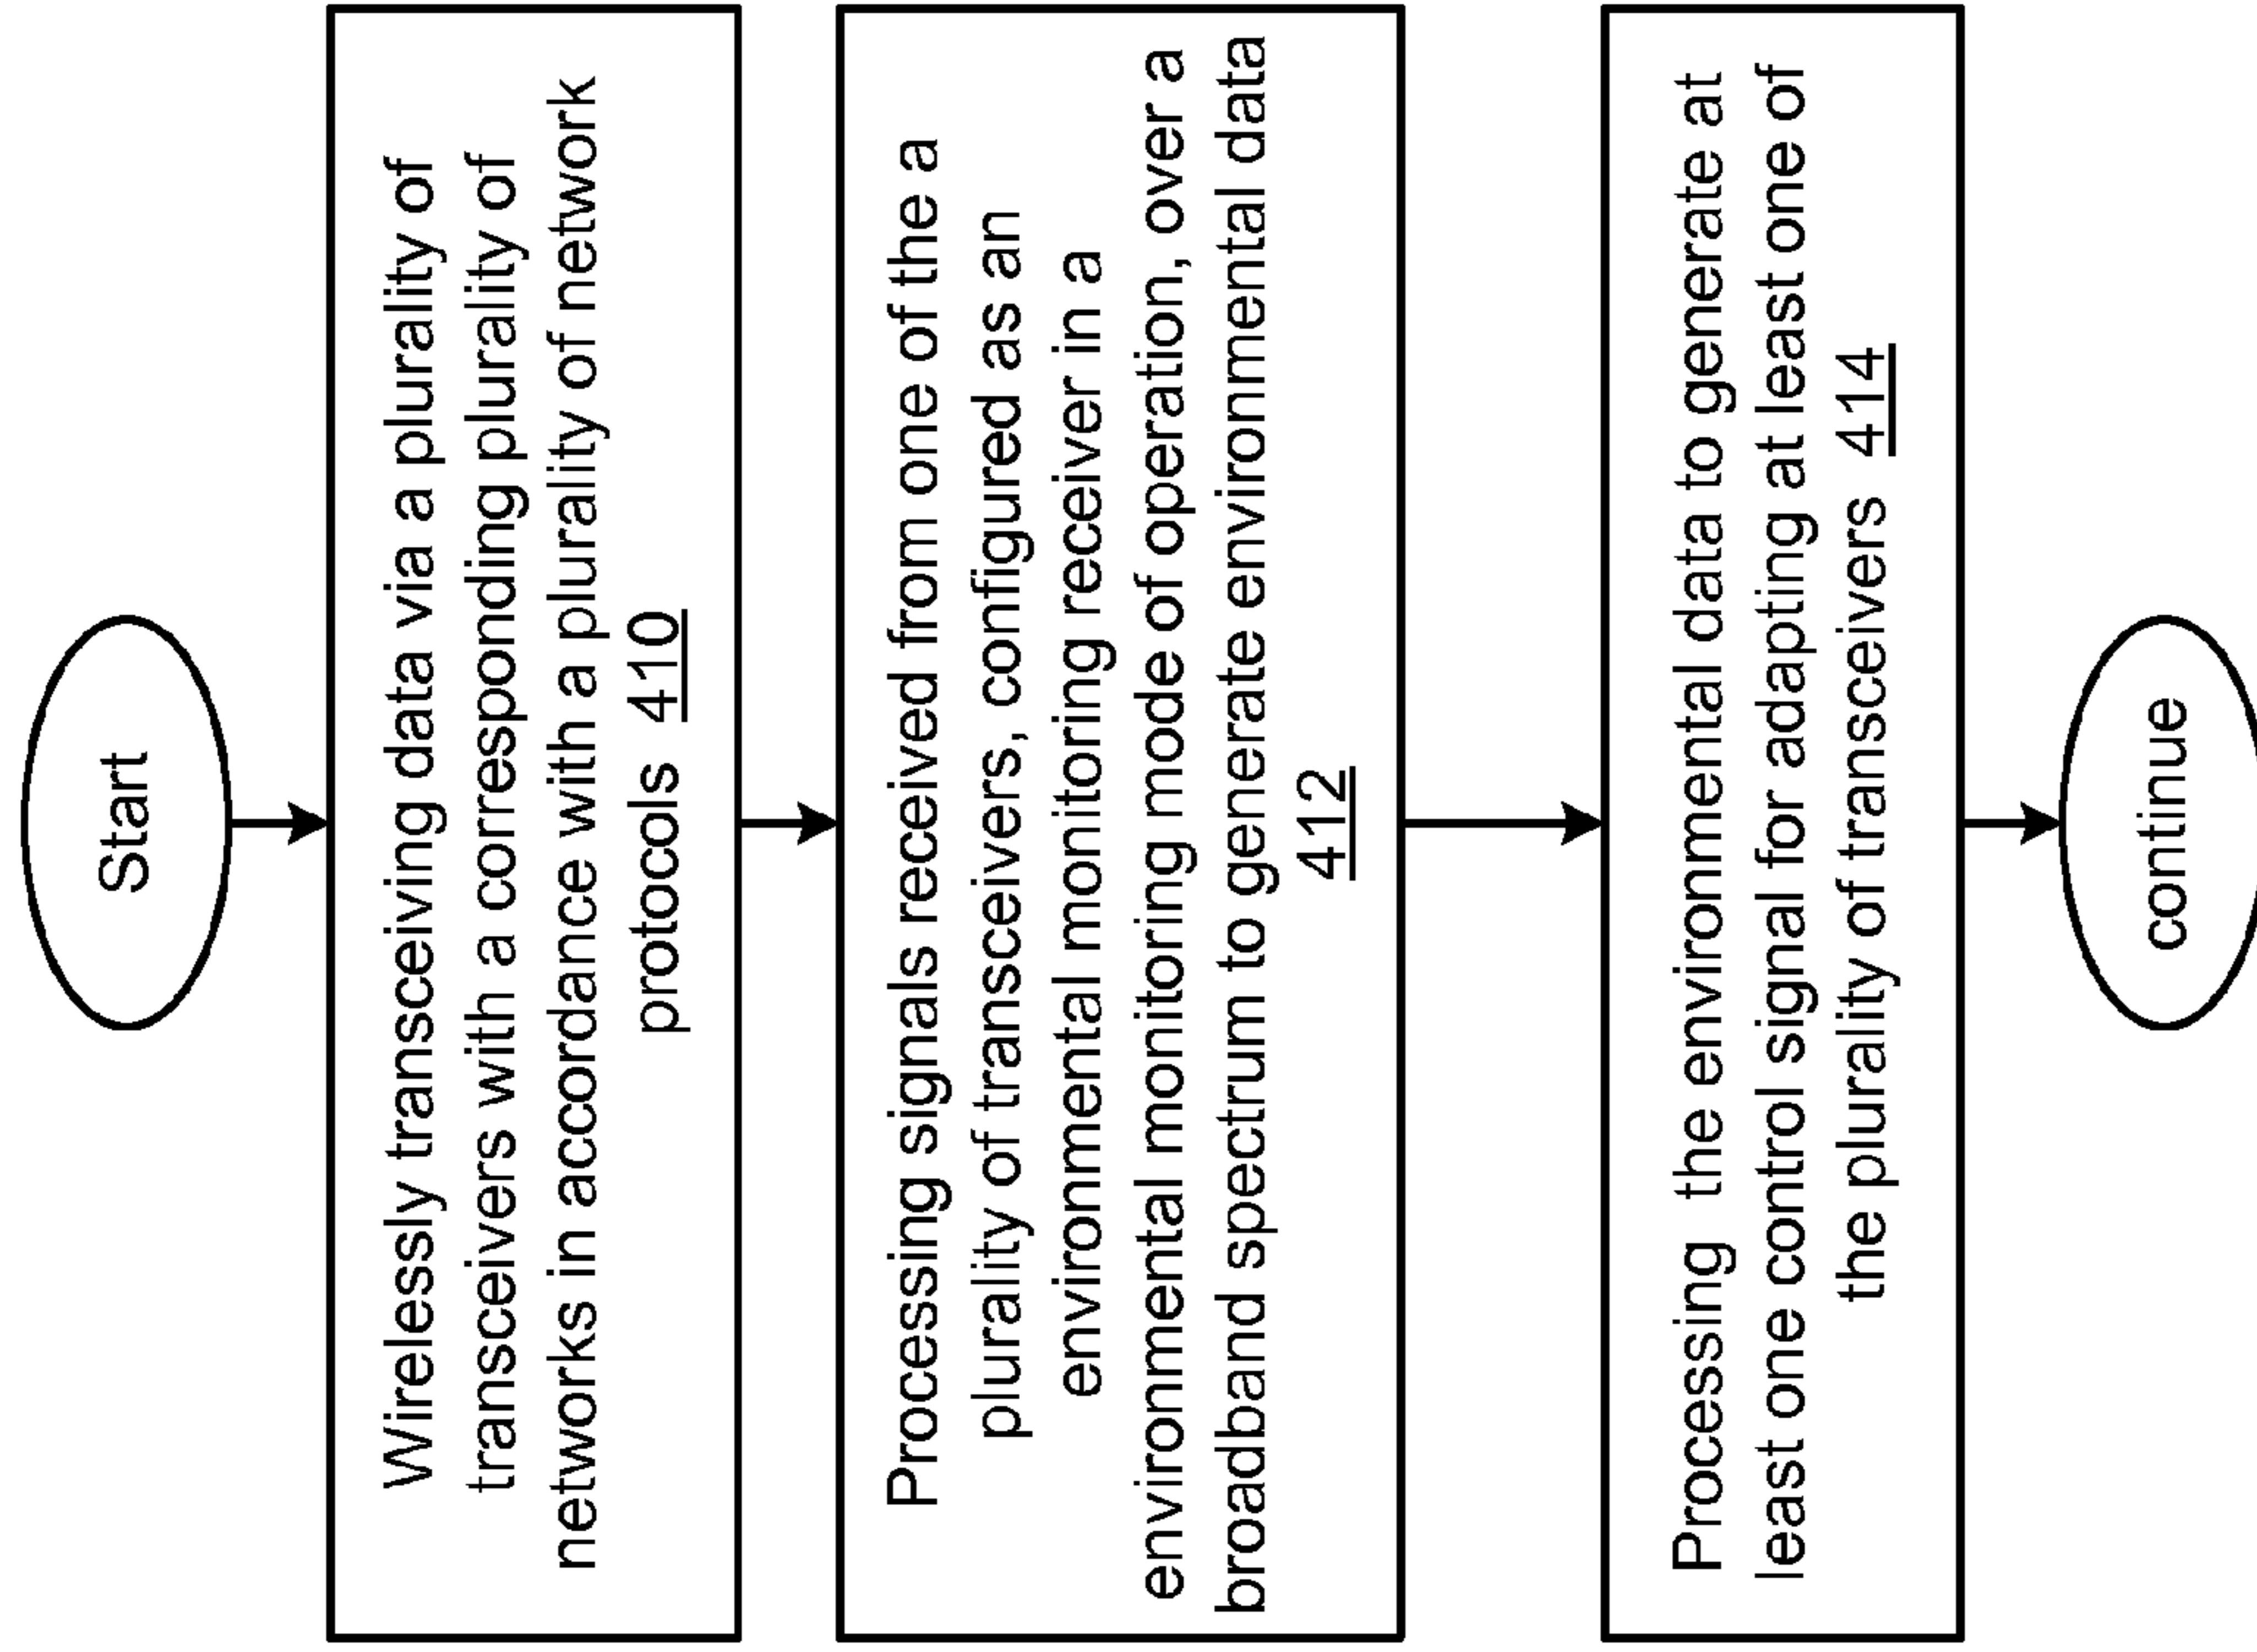 Start
Wirelessly transceiving data via a plurality of
transceivers with a corresponding plurality of
networks in accordance with a plurality of network
protocols 410
Processing signals received from one of the a
plurality of transceivers, configured as an
environmental monitoring receiver in a
environmental monitoring mode of operation, over a
broadband spectrum to generate environmental data
412
Processing the environmental data to generate at
least one control signal for adapting at least one of
the plurality of transceivers 414
continue